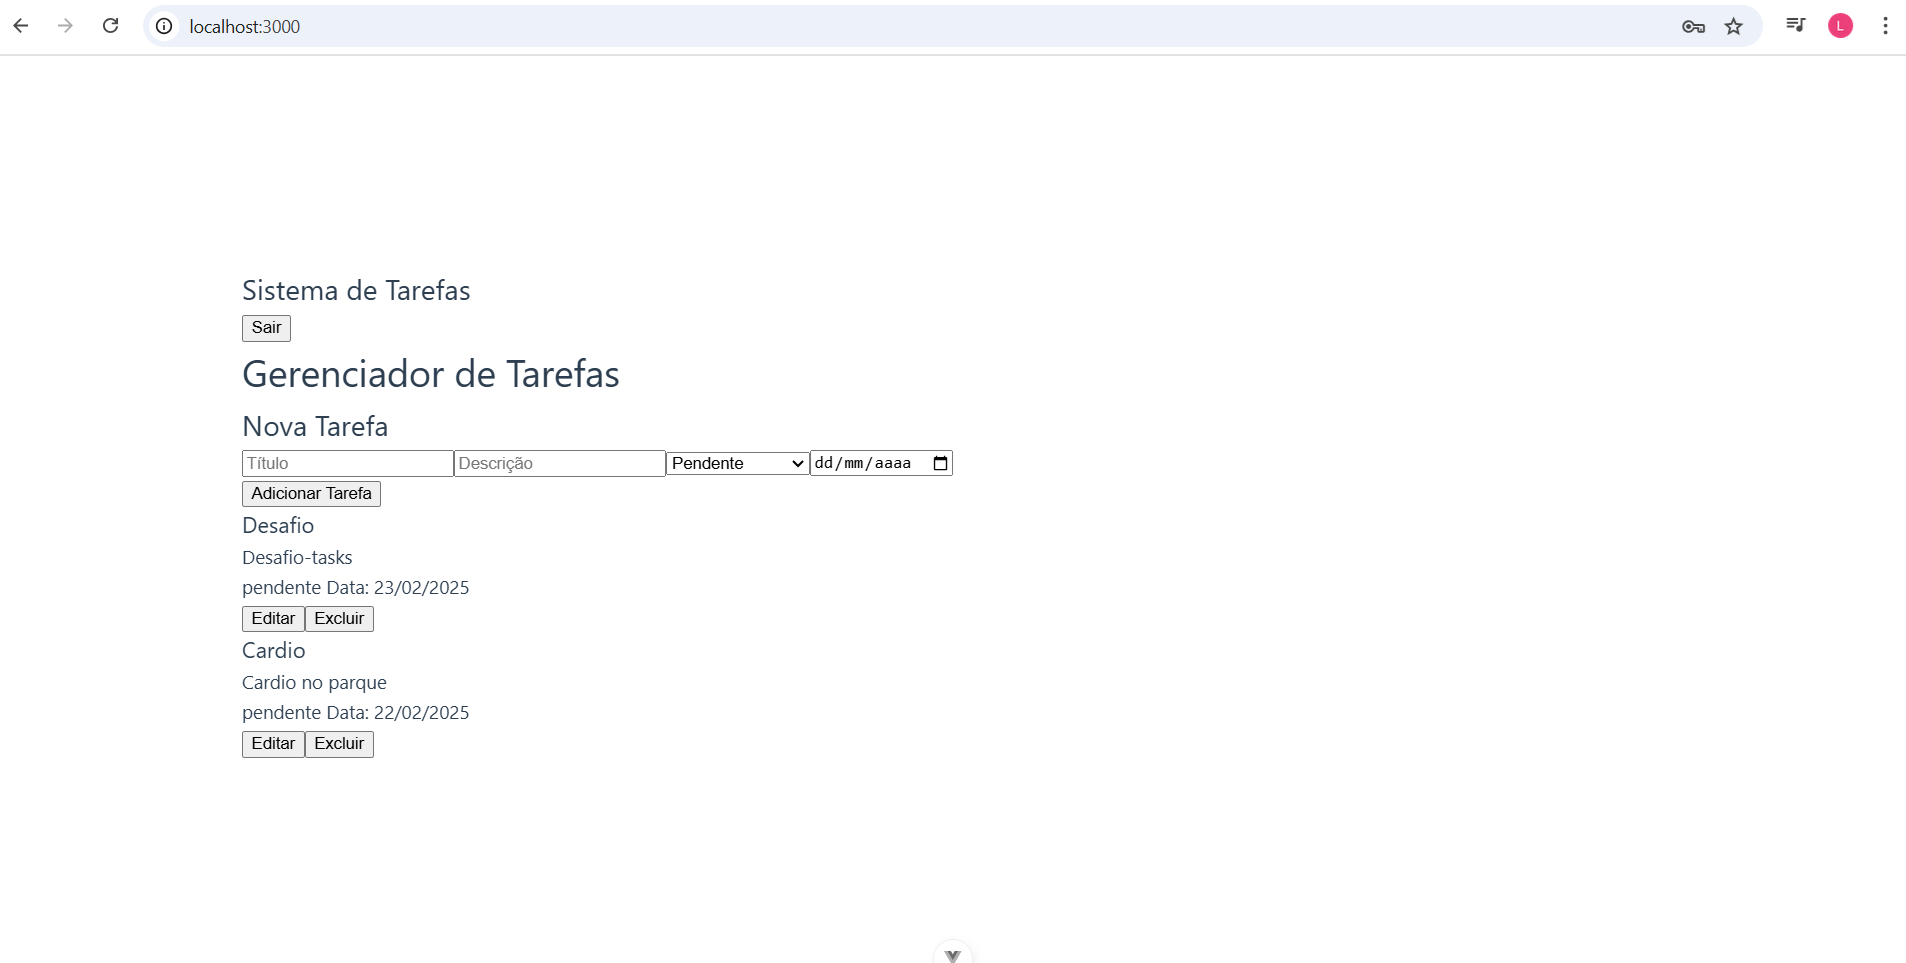 localhost:3000
L
Sistema de Tarefas
Sair
Gerenciador de Tarefas
Nova Tarefa
Título Descrição Pendente dd/mm/aaaa
Adicionar Tarefa
Desafio
Desafio-tasks
pendente Data: 23/02/2025
Editar Excluir
Cardio
Cardio no parque
pendente Data: 22/02/2025
Editar Excluir